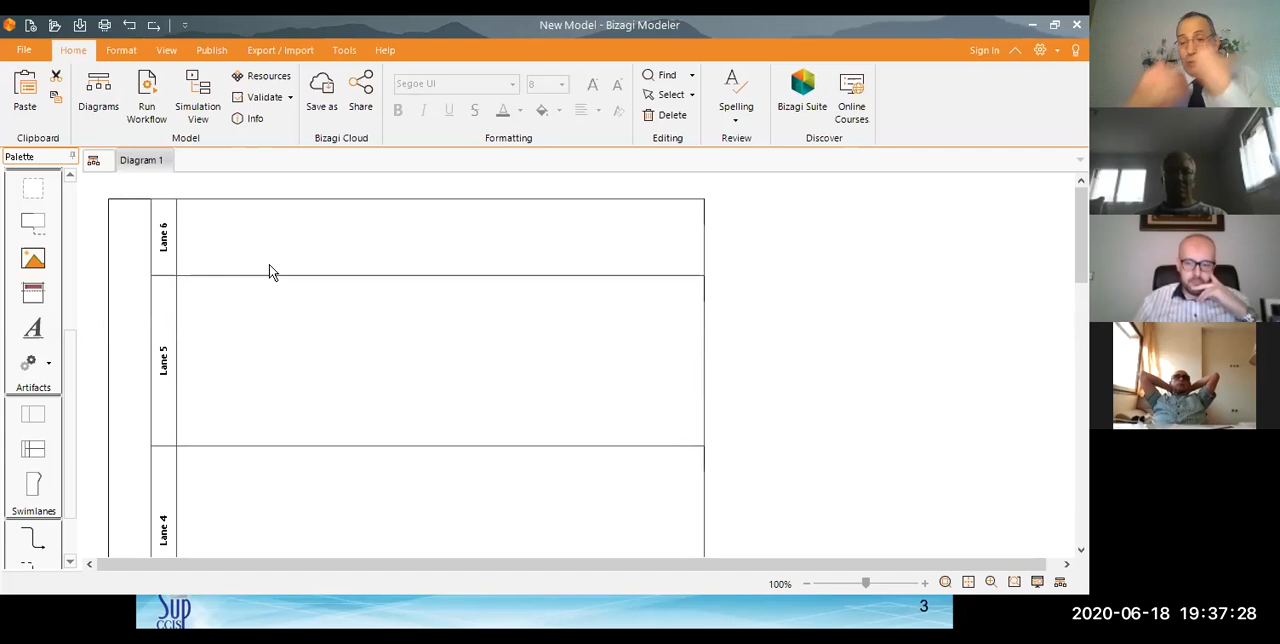 New Model - Bizagi Modeler
File Home Format View Publish Export / Import Tools Help Sign In
Paste
Clipboard
Diagrams
Run
Workflow
Simulation
View
Resources
Validate
Info
Model
Save as
Share
Bizagi Cloud
Segoe UI 8 A A
B I U S A
Formatting
Find
Select
Delete
Editing
Spelling
Review
Bizagi Suite
Online
Courses
Discover
Palette
Diagram 1
A
Artifacts
Swimlanes
Lane 6
Lane 5
Lane 4
100%
Sup
CCIS
3
2020-06-18 19:37:28